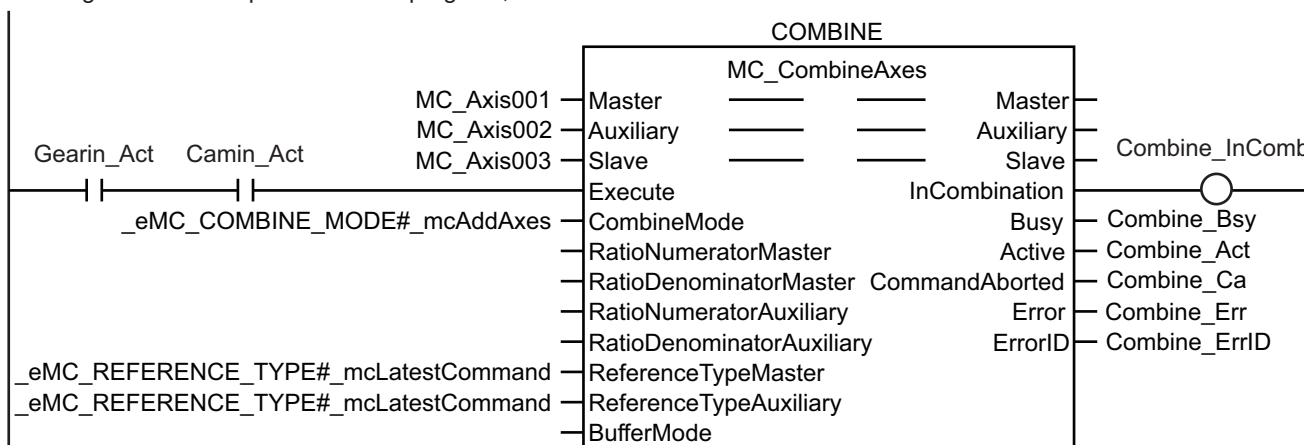 COMBINE
MC_CombineAxes
MC_Axis001 Master Master
MC_Axis002 Auxiliary Auxiliary
Gearin_Act Camin_Act MC_Axis003 Slave Slave
Execute InCombination
_eMC_COMBINE_MODE#_mcAddAxes CombineMode Busy Combine_Bsy
RatioNumeratorMaster Active Combine_Act
RatioDenominatorMaster CommandAborted Combine_Ca
RatioNumeratorAuxiliary Error Combine_Err
RatioDenominatorAuxiliary ErrorID Combine_ErrID
_eMC_REFERENCE_TYPE#_mcLatestCommand ReferenceTypeMaster
_eMC_REFERENCE_TYPE#_mcLatestCommand ReferenceTypeAuxiliary
BufferMode